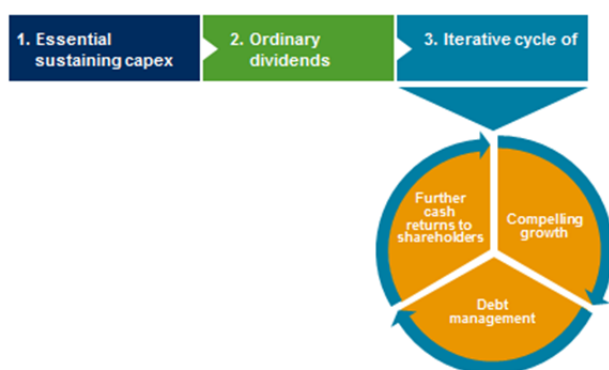 1. Essential
sustaining capex
2. Ordinary
dividends
3. Iterative cycle of
Further
cash
returns to
shareholders
Compelling
growth
Debt
management